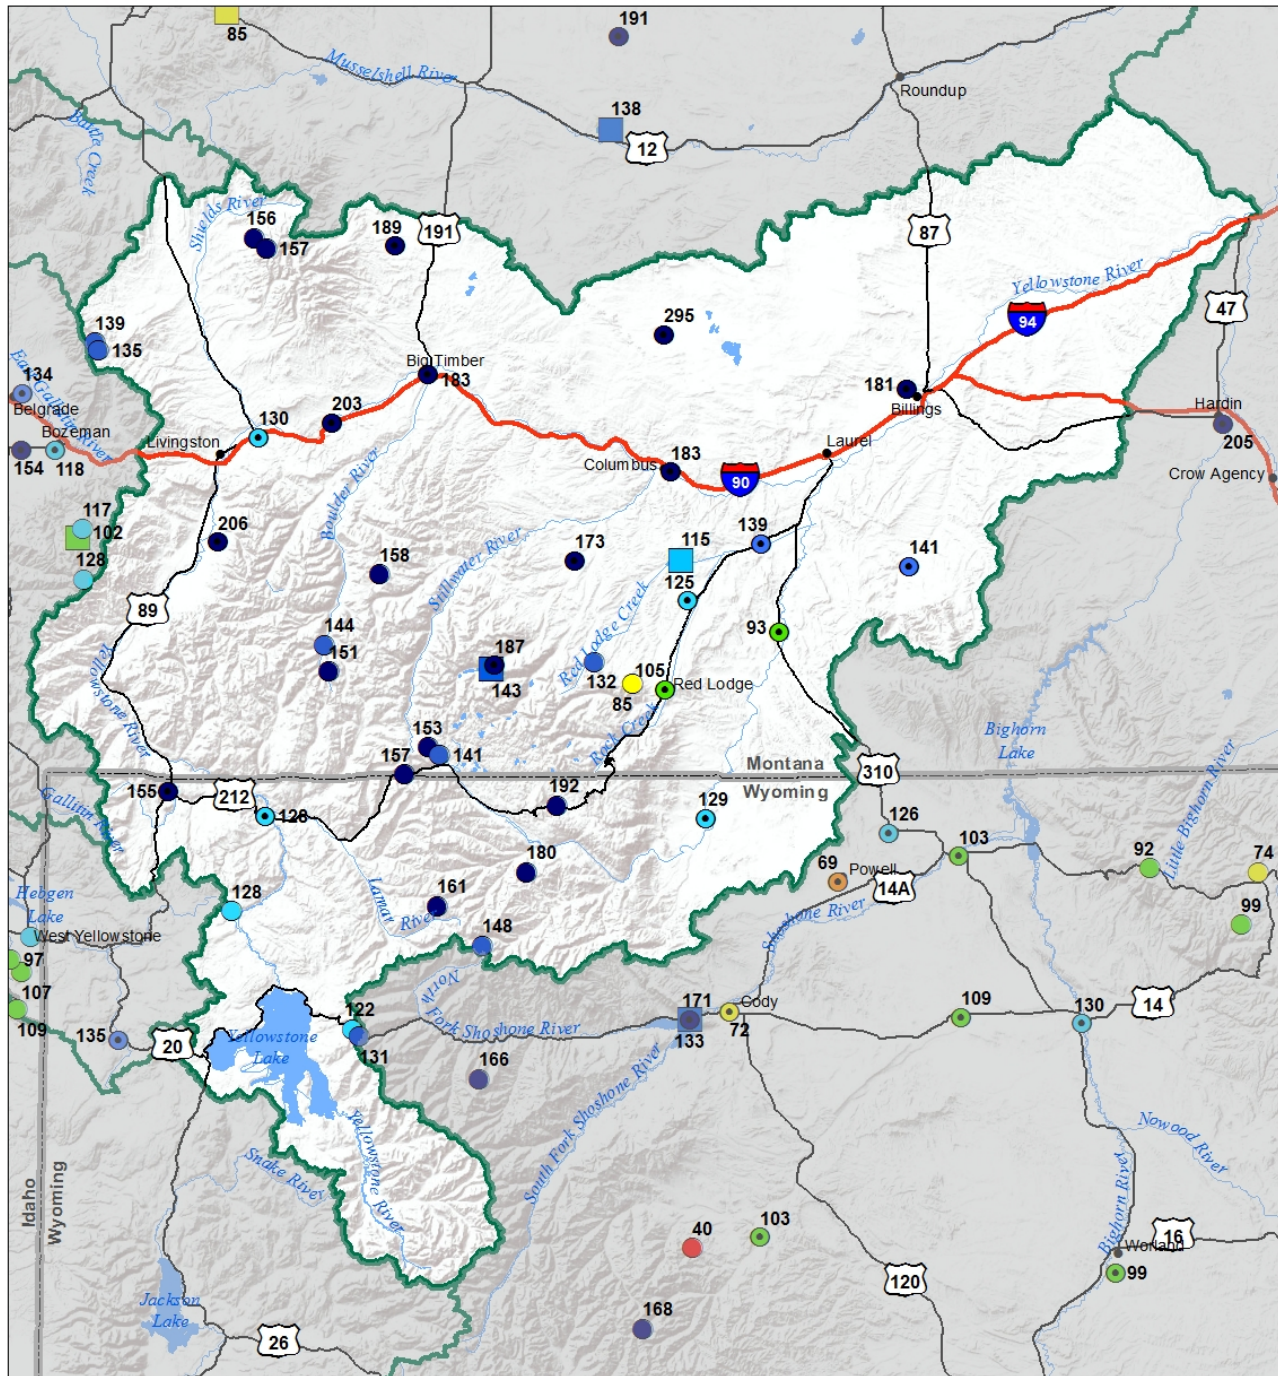 85
191
Musselshell River
138
12
Roundup
Battle Creek
Shields River
156
157
189
191
87
Yellowstone River
94
47
295
139
135
East Gallitin River
134
Belgrade
Bozeman
154
118
Big Timber
183
130
203
Livingston
181
Billings
Hardin
205
Crow Agency
Laurel
Columbus
183
90
Boulder River
117
102
128
206
158
Stillwater River
173
115
139
141
125
89
144
151
187
143
Red Lodge Creek
132
85
105
Red Lodge
93
Rock Creek
Yellowstone River
153
141
157
Bighorn
Lake
Little Bighorn River
Montana
Wyoming
310
155
212
128
Gallitin River
192
129
126
103
92
74
69
Powell
14A
180
161
Lamar
River
148
128
Hebgen
Lake
West Yellowstone
97
107
109
135
20
99
Shoshone River
North
Fork Shoshone River
122
131
Yellowstone
Lake
171
133
Cody
72
109
130
14
166
South Fork Shoshone River
Yellowstone River
Snake River
Nowood River
Bighorn River
Idaho
Wyoming
40
103
16
Worland
99
120
168
Jackson
Lake
26